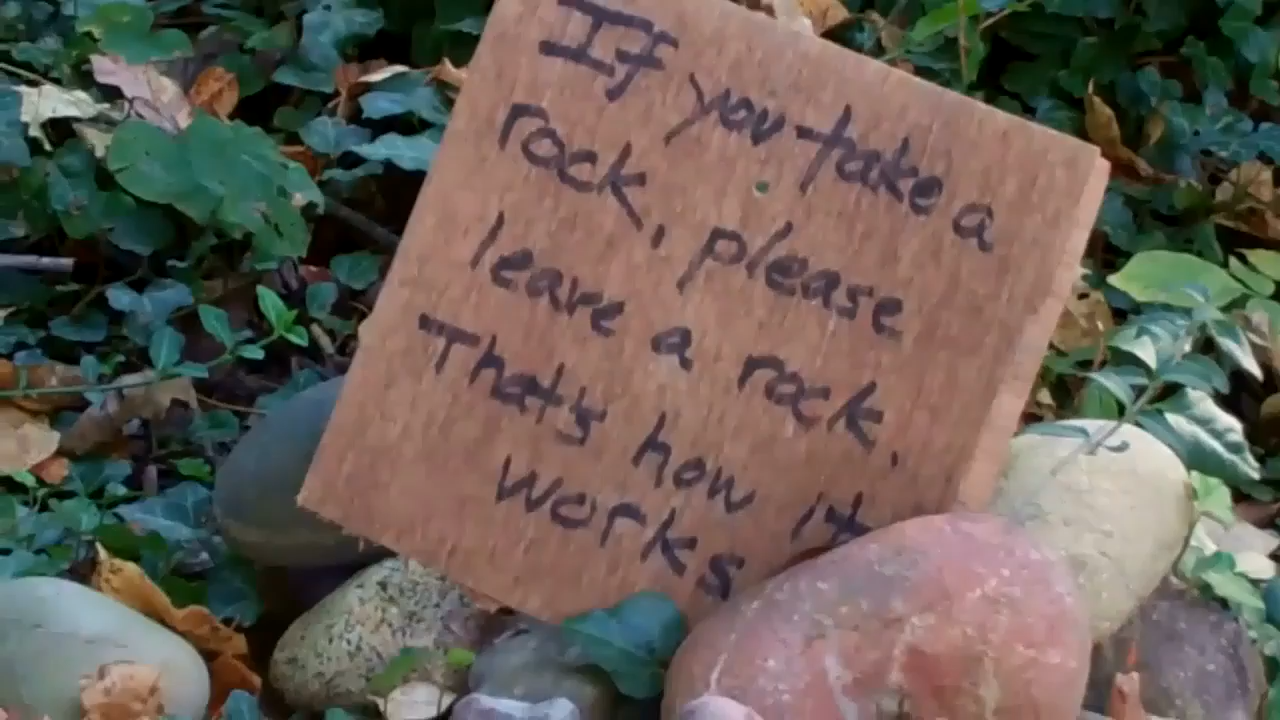 If you take a
rock, please
leave a rock.
That's how it
works